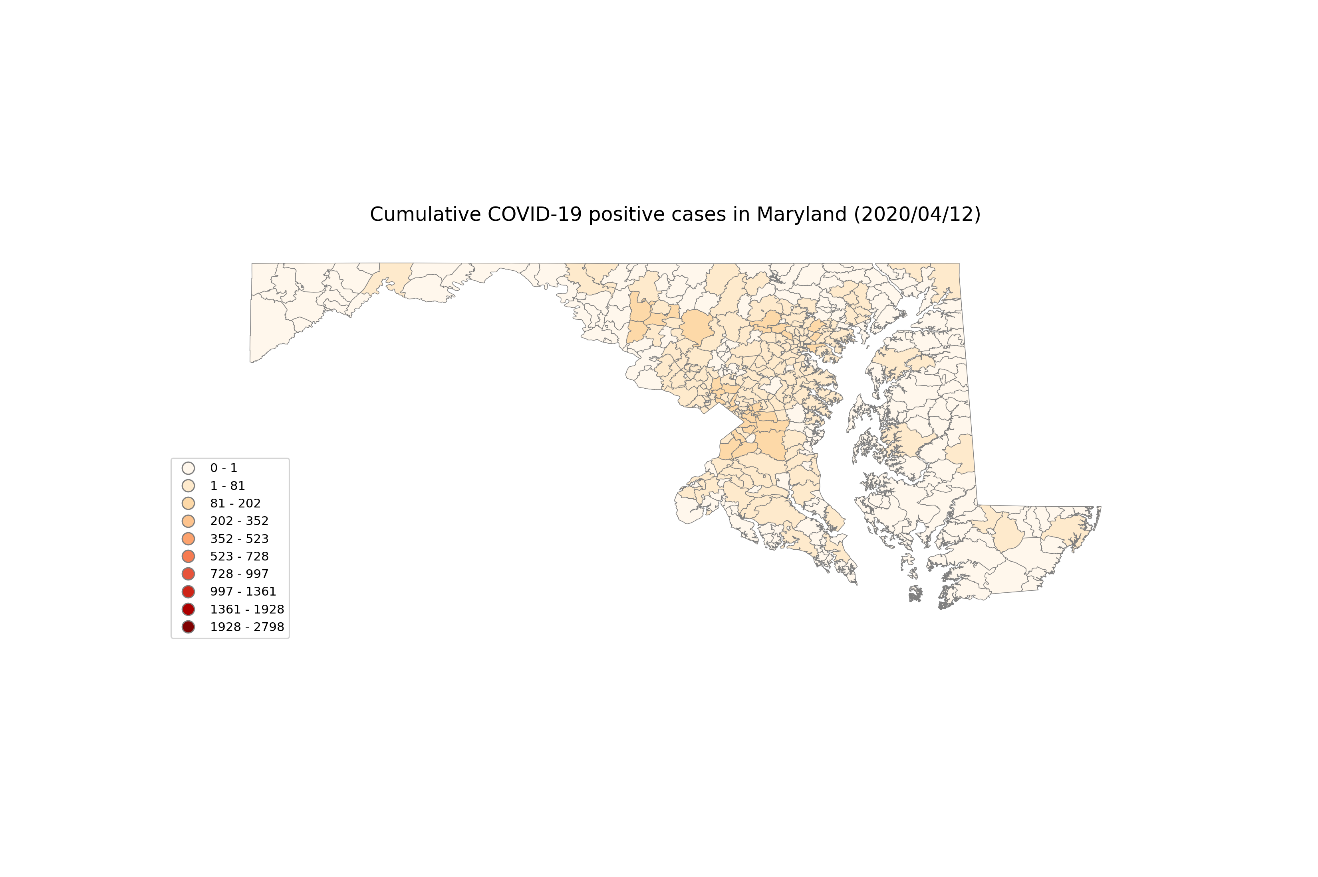 Cumulative COVID-19 positive cases in Maryland (2020/04/12)
0 - 1
1 - 81
81 - 202
202 - 352
352 - 523
523 - 728
728 - 997
997 - 1361
1361 - 1928
1928 - 2798